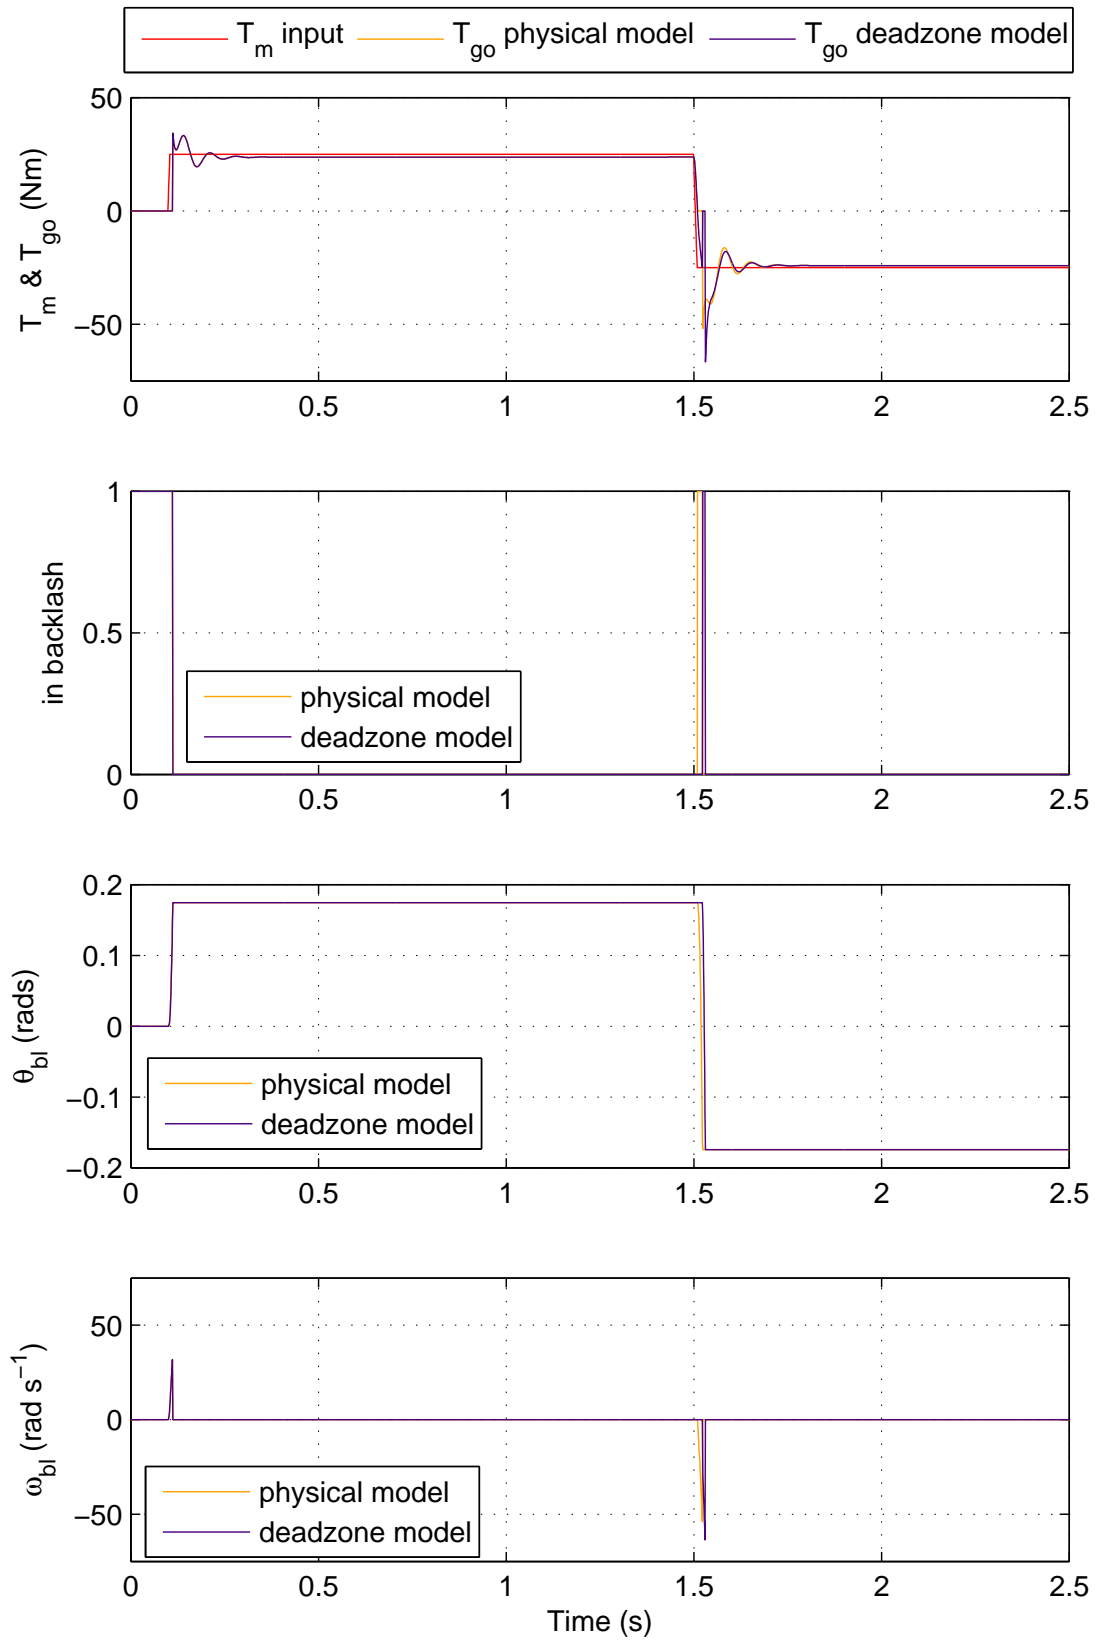 T_m input T_go physical model T_go deadzone model
50
0
−50
T_m & T_go (Nm)
0 0.5 1 1.5 2 2.5
1
0.5
0
in backlash
physical model
deadzone model
0 0.5 1 1.5 2 2.5
0.2
0.1
0
−0.1
−0.2
θ_bl (rads)
physical model
deadzone model
0 0.5 1 1.5 2 2.5
50
0
−50
ω_bl (rad s⁻¹)
physical model
deadzone model
0 0.5 1 1.5 2 2.5
Time (s)